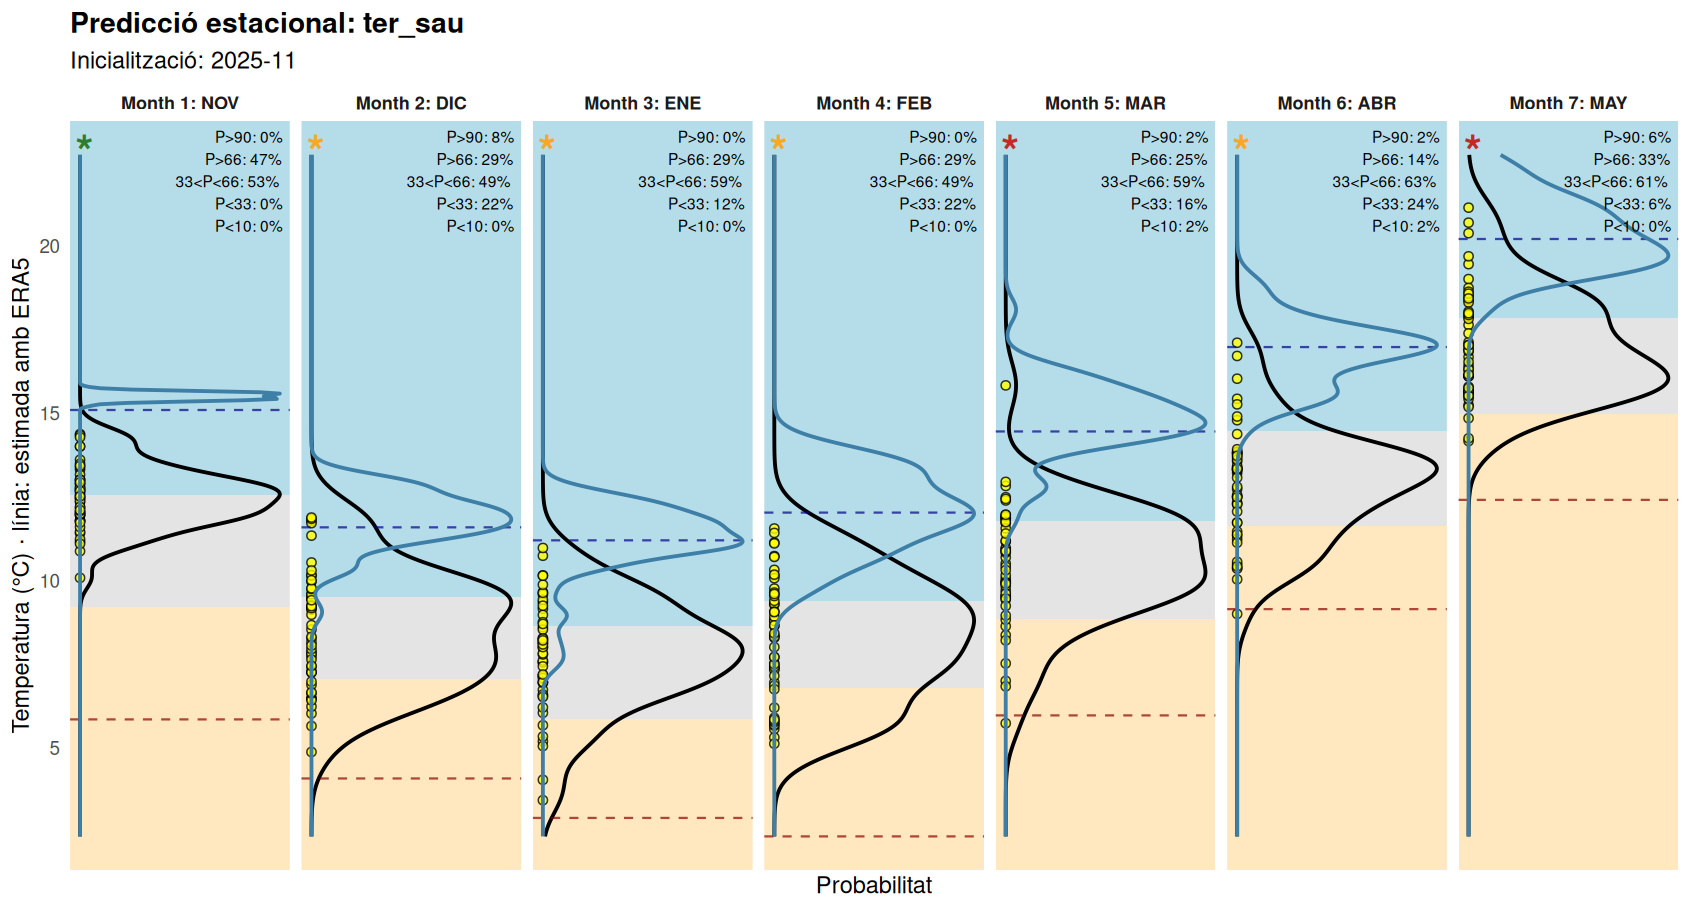 Predicció estacional: ter_sau
Inicialització: 2025-11
Month 1: NOV
Month 2: DIC
Month 3: ENE
Month 4: FEB
Month 5: MAR
Month 6: ABR
Month 7: MAY
*
P>90: 0%
P>66: 47%
33<P<66: 53%
P<33: 0%
P<10: 0%
*
P>90: 8%
P>66: 29%
33<P<66: 49%
P<33: 22%
P<10: 0%
*
P>90: 0%
P>66: 29%
33<P<66: 59%
P<33: 12%
P<10: 0%
*
P>90: 0%
P>66: 29%
33<P<66: 49%
P<33: 22%
P<10: 0%
*
P>90: 2%
P>66: 25%
33<P<66: 59%
P<33: 16%
P<10: 2%
*
P>90: 2%
P>66: 14%
33<P<66: 63%
P<33: 24%
P<10: 2%
*
P>90: 6%
P>66: 33%
33<P<66: 61%
P<33: 6%
P<10: 0%
20
15
10
5
Temperatura (°C) · línia: estimada amb ERA5
Probabilitat